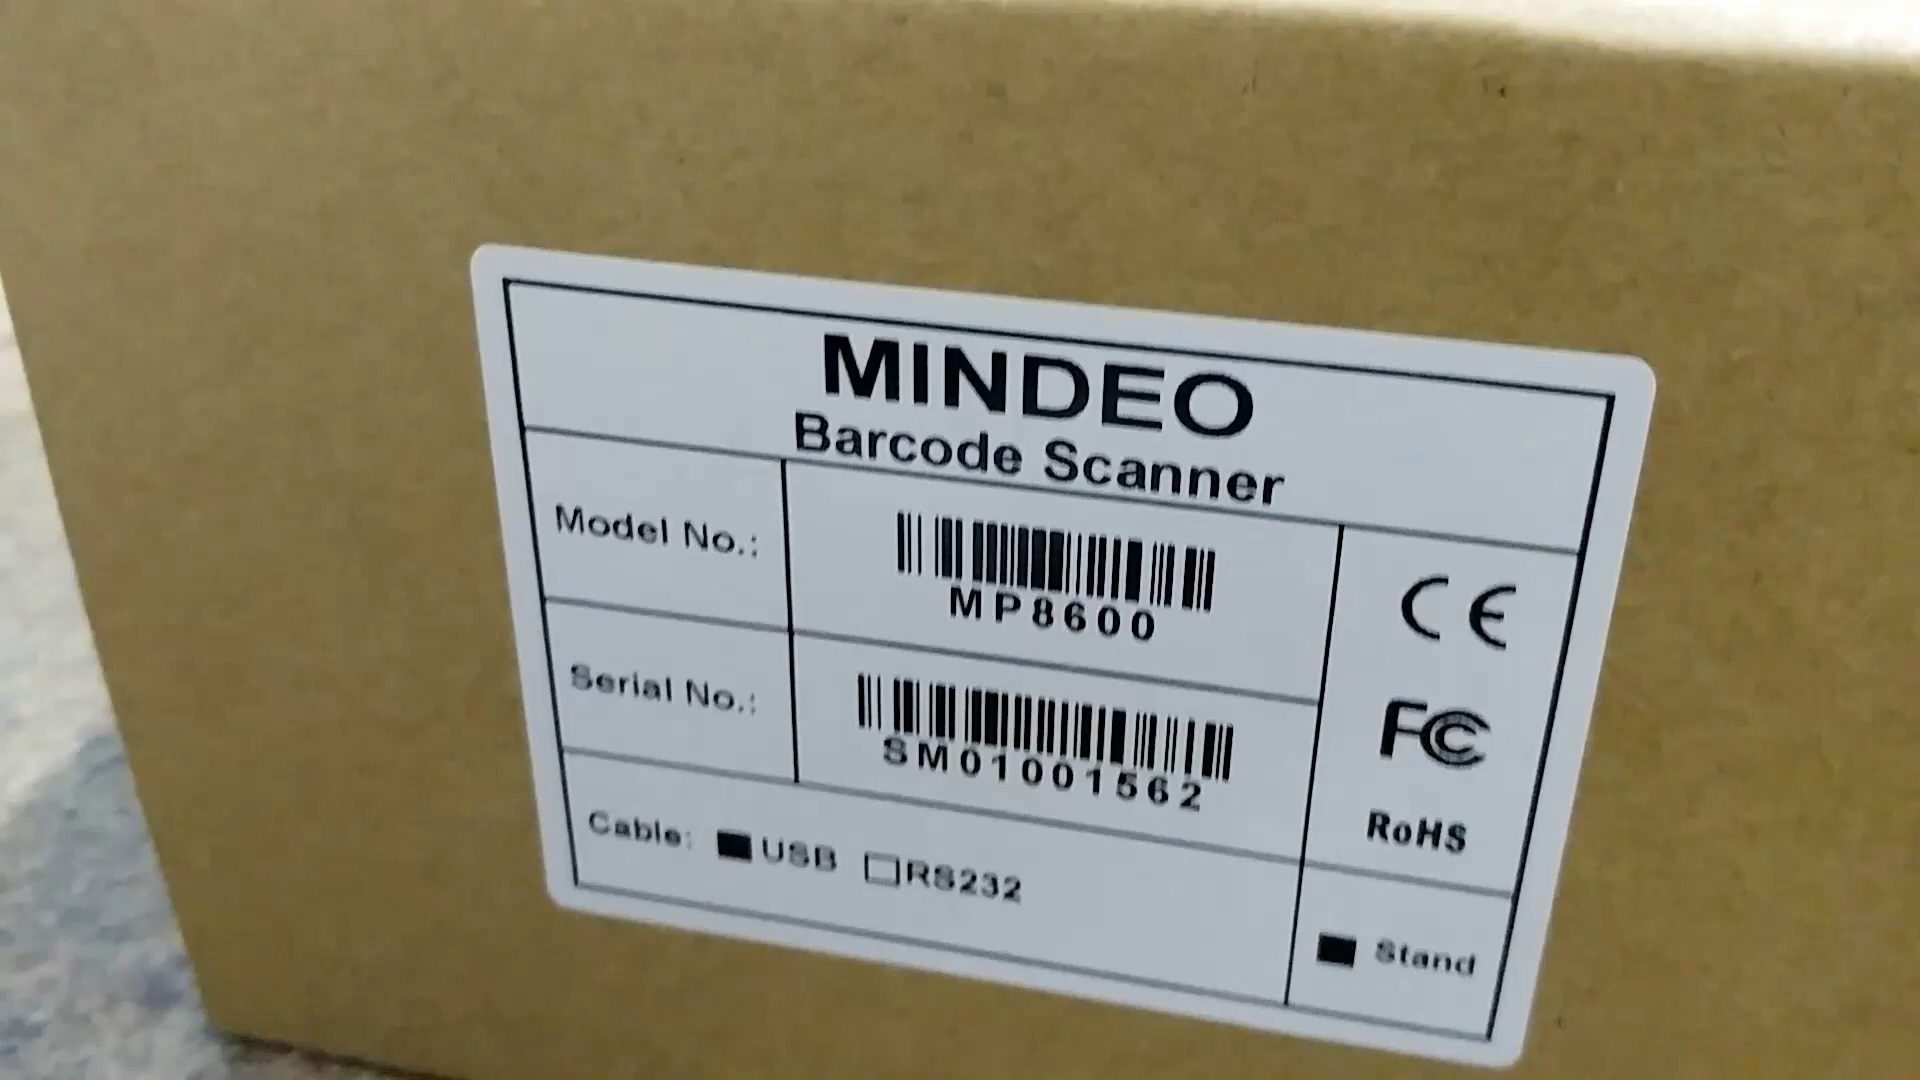 MINDEO
Barcode Scanner
Model No.:
MP8600
Serial No.:
SM01001562
CE
FC
RoHS
Cable: USB RS232
Stand